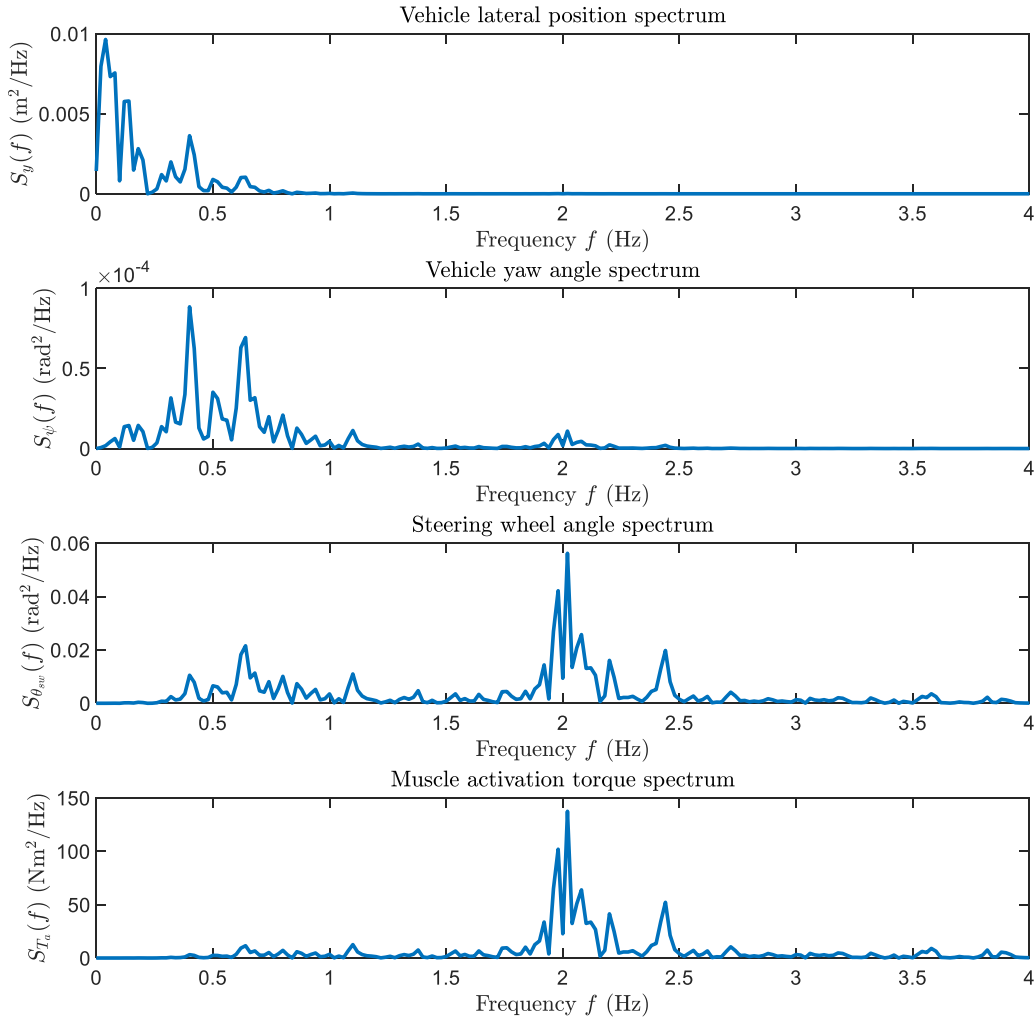 Vehicle lateral position spectrum
S_y(f) (m²/Hz)
0.01
0.005
0
0 0.5 1 1.5 2 2.5 3 3.5 4
Frequency f (Hz)
×10⁻⁴
Vehicle yaw angle spectrum
S_ψ(f) (rad²/Hz)
1
0.5
0
0 0.5 1 1.5 2 2.5 3 3.5 4
Frequency f (Hz)
Steering wheel angle spectrum
S_θ_sw(f) (rad²/Hz)
0.06
0.04
0.02
0
0 0.5 1 1.5 2 2.5 3 3.5 4
Frequency f (Hz)
Muscle activation torque spectrum
S_T_a(f) (Nm²/Hz)
150
100
50
0
0 0.5 1 1.5 2 2.5 3 3.5 4
Frequency f (Hz)